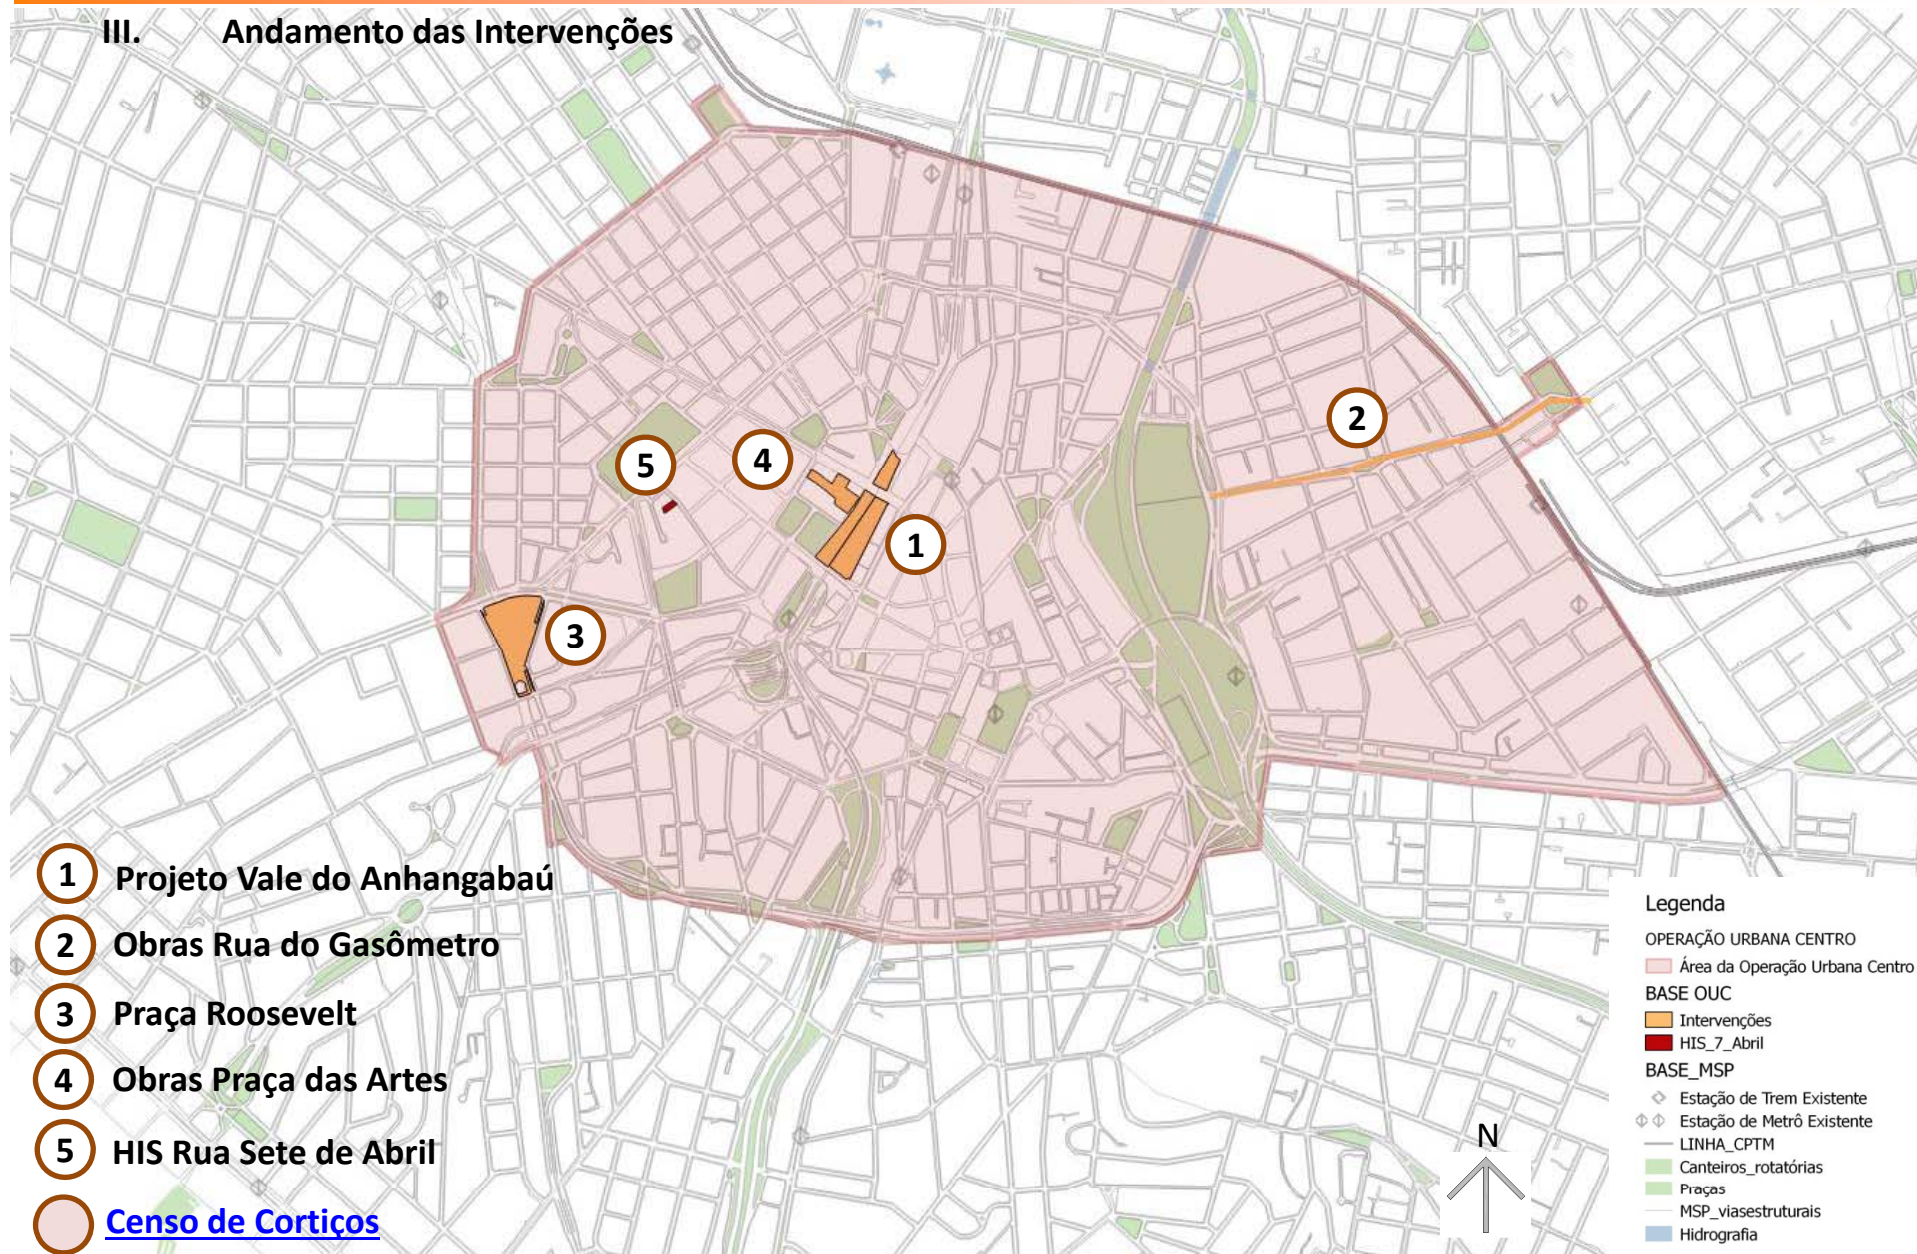 III. Andamento das Intervenções
2
5
4
1
3
1 Projeto Vale do Anhangabaú
2 Obras Rua do Gasômetro
3 Praça Roosevelt
4 Obras Praça das Artes
5 HIS Rua Sete de Abril
Censo de Cortiços
N
Legenda
OPERAÇÃO URBANA CENTRO
Área da Operação Urbana Centro
BASE OUC
Intervenções
HIS_7_Abril
BASE_MSP
Estação de Trem Existente
Estação de Metrô Existente
LINHA_CPTM
Canteiros_rotatórias
Praças
MSP_viasestruturais
Hidrografia